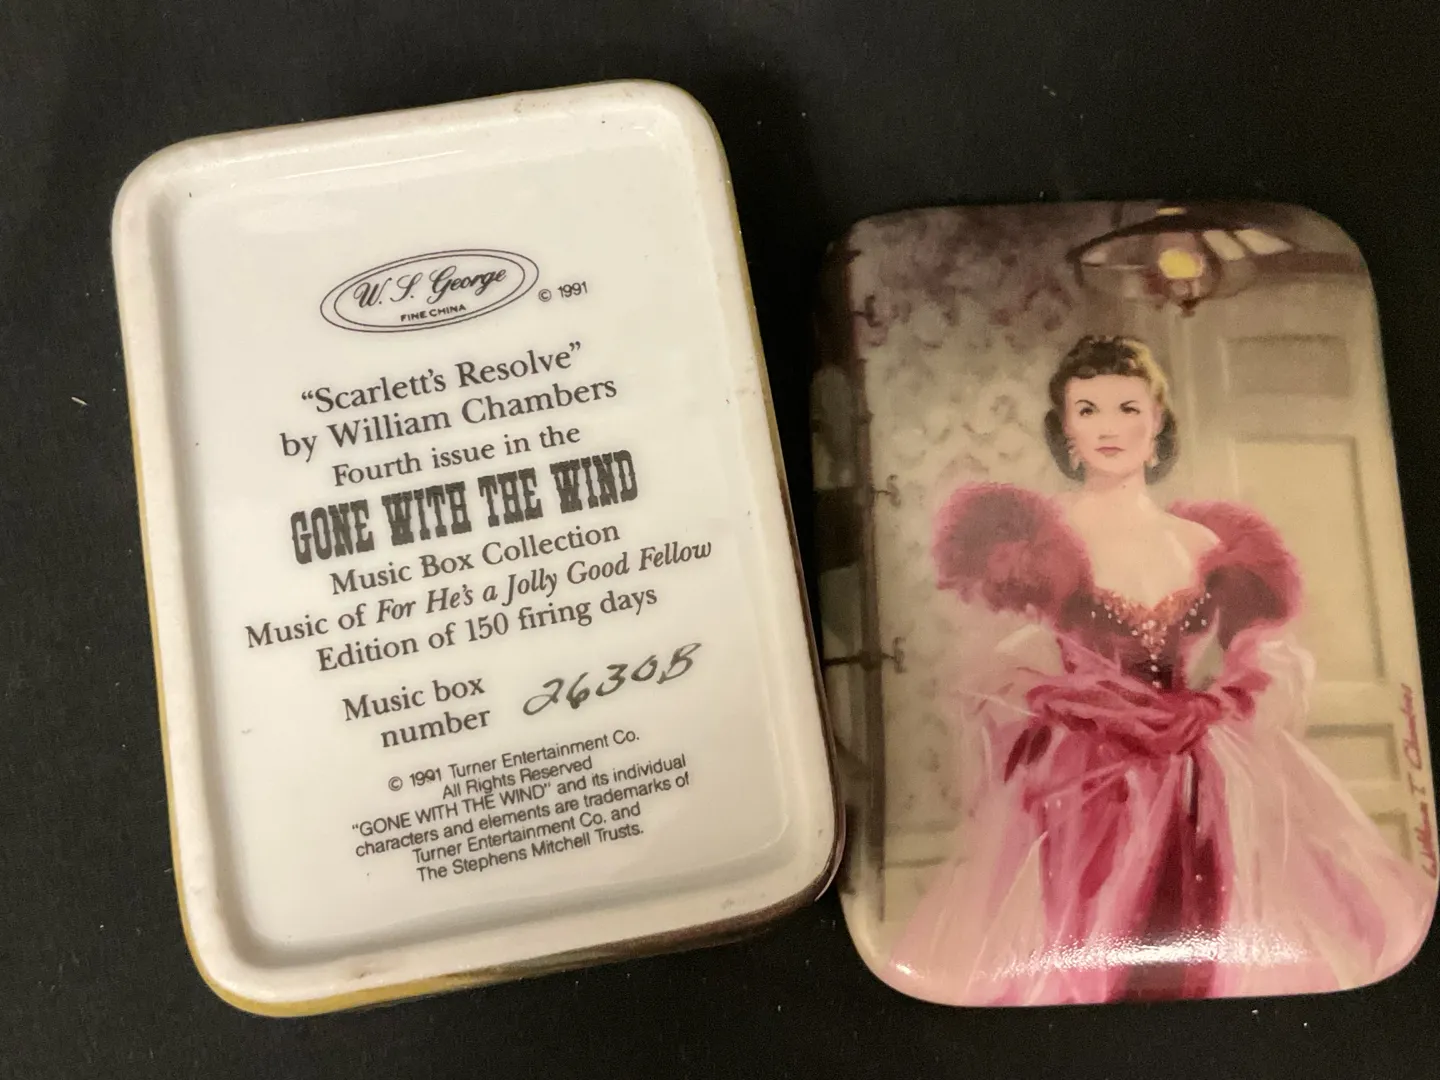 W. S. George
FINE CHINA
© 1991
“Scarlett's Resolve”
by William Chambers
Fourth issue in the
GONE WITH THE WIND
Music Box Collection
Music of For He's a Jolly Good Fellow
Edition of 150 firing days
Music box
number 2630B
© 1991 Turner Entertainment Co.
All Rights Reserved
"GONE WITH THE WIND" and its individual
characters and elements are trademarks of
Turner Entertainment Co. and
The Stephens Mitchell Trusts.
William T Chambers